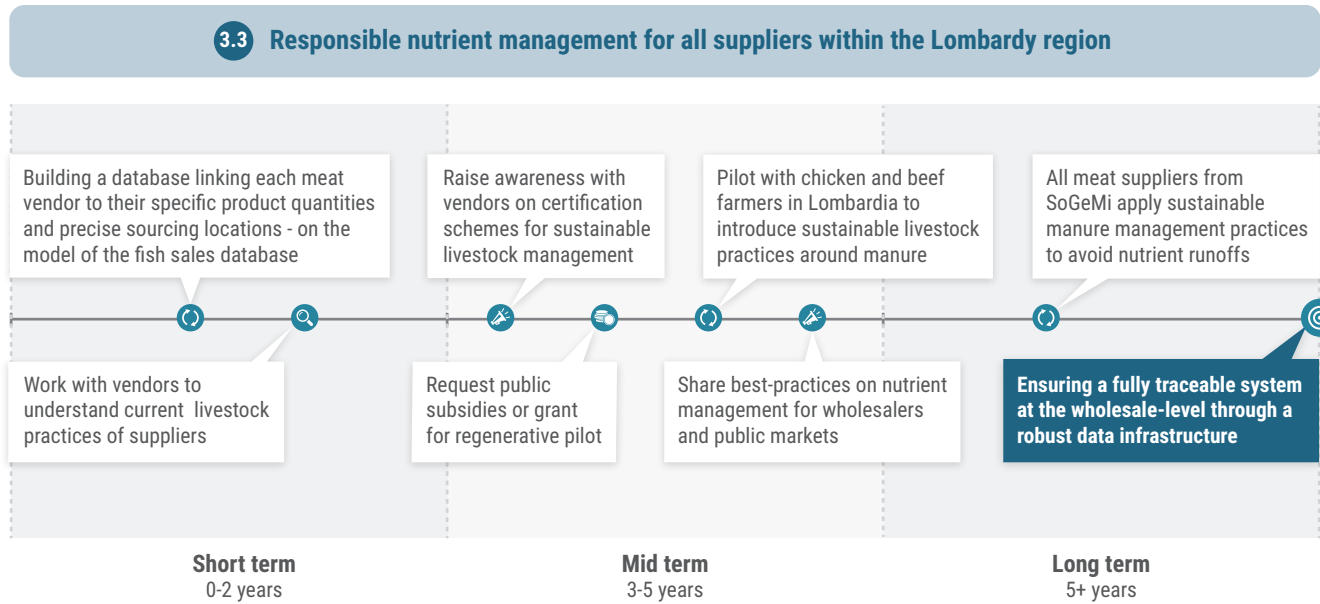 3.3 Responsible nutrient management for all suppliers within the Lombardy region
Building a database linking each meat
vendor to their specific product quantities
and precise sourcing locations - on the
model of the fish sales database
Work with vendors to
understand current livestock
practices of suppliers
Raise awareness with
vendors on certification
schemes for sustainable
livestock management
Request public
subsidies or grant
for regenerative pilot
Pilot with chicken and beef
farmers in Lombardia to
introduce sustainable livestock
practices around manure
Share best-practices on nutrient
management for wholesalers
and public markets
All meat suppliers from
SoGeMi apply sustainable
manure management practices
to avoid nutrient runoffs
Ensuring a fully traceable system
at the wholesale-level through a
robust data infrastructure
Short term
0-2 years
Mid term
3-5 years
Long term
5+ years